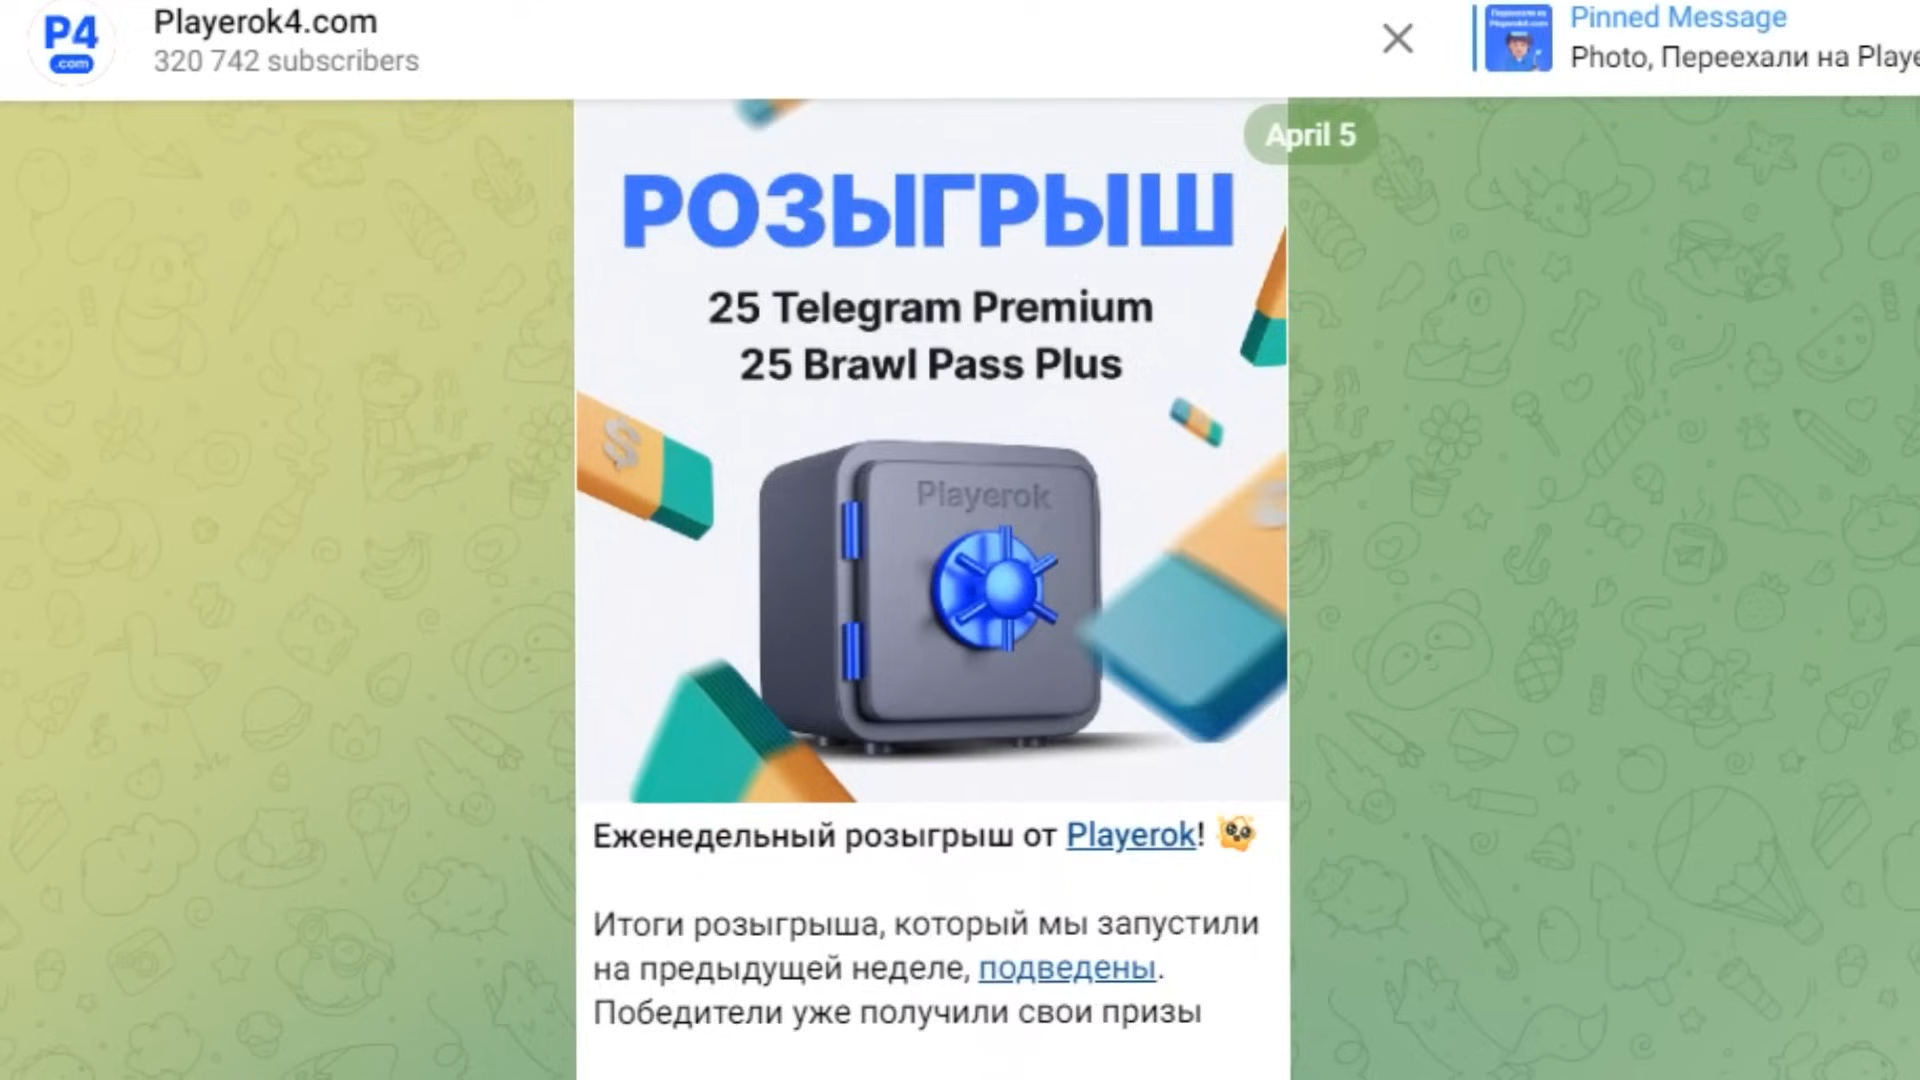 P4
.com
Playerok4.com
320 742 subscribers
Pinned Message
Photo, Переехали на Playe
April 5
РОЗЫГРЫШ
25 Telegram Premium
25 Brawl Pass Plus
Playerok
Еженедельный розыгрыш от Playerok!
Итоги розыгрыша, который мы запустили
на предыдущей неделе, подведены.
Победители уже получили свои призы